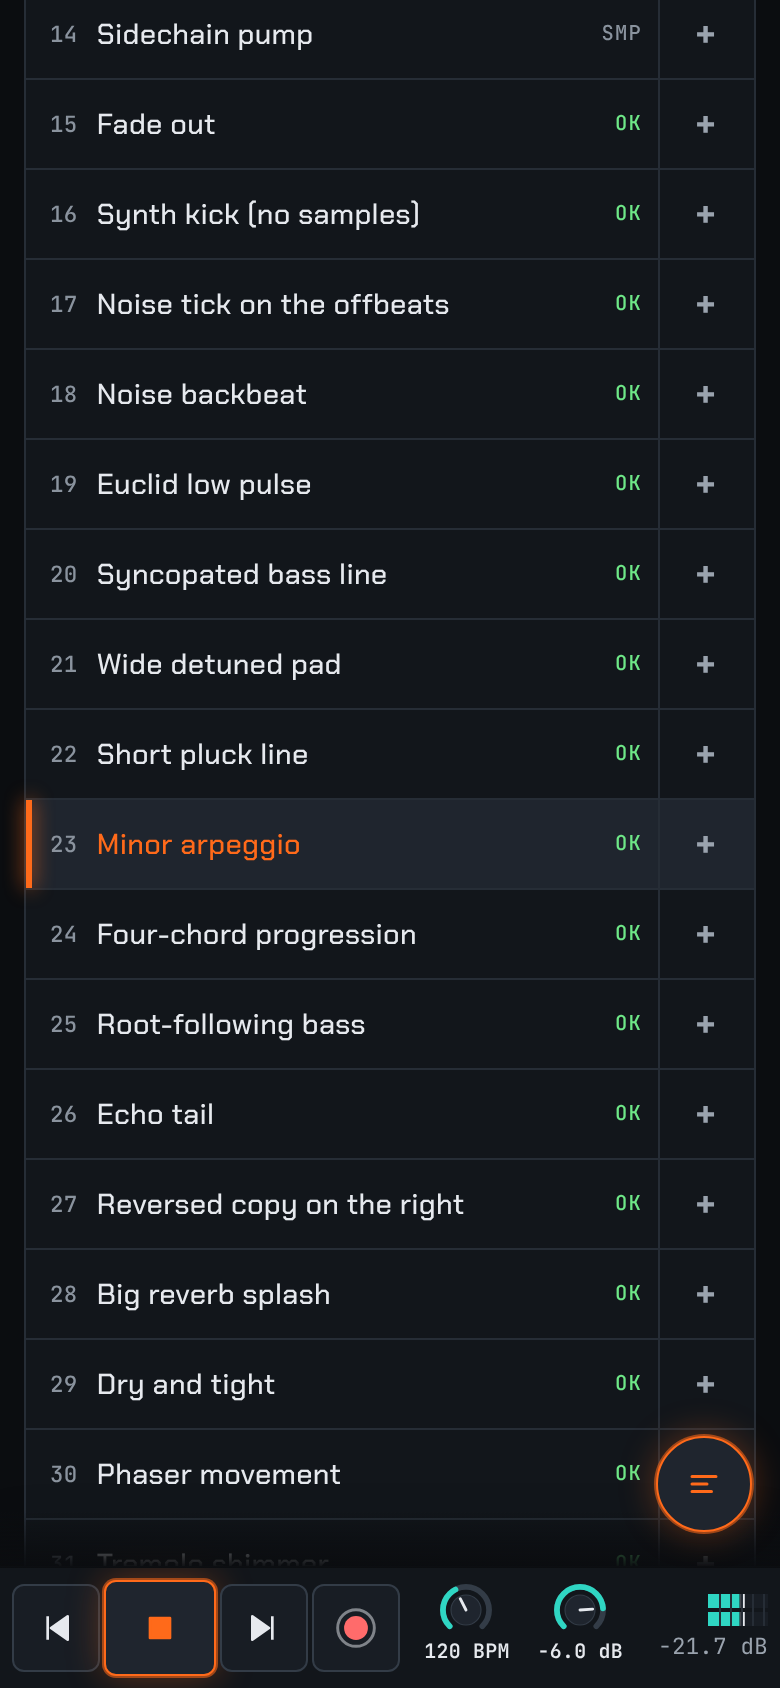 14 Sidechain pump SMP +
15 Fade out OK +
16 Synth kick (no samples) OK +
17 Noise tick on the offbeats OK +
18 Noise backbeat OK +
19 Euclid low pulse OK +
20 Syncopated bass line OK +
21 Wide detuned pad OK +
22 Short pluck line OK +
23 Minor arpeggio OK +
24 Four-chord progression OK +
25 Root-following bass OK +
26 Echo tail OK +
27 Reversed copy on the right OK +
28 Big reverb splash OK +
29 Dry and tight OK +
30 Phaser movement OK
31 Tremolo shimmer OK +
120 BPM -6.0 dB -21.7 dB